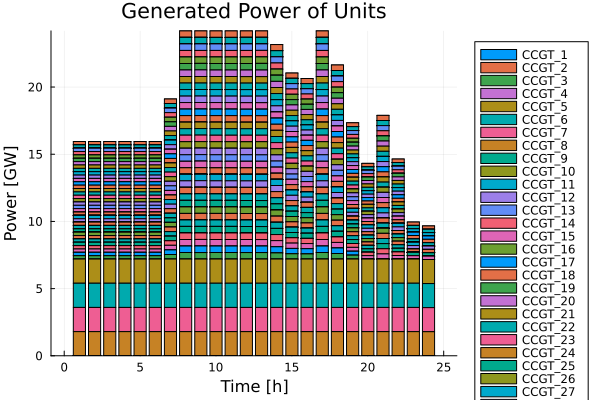 Generated Power of Units
Power [GW]
20
15
10
5
0
0
5
10
15
20
25
Time [h]
CCGT_1
CCGT_2
CCGT_3
CCGT_4
CCGT_5
CCGT_6
CCGT_7
CCGT_8
CCGT_9
CCGT_10
CCGT_11
CCGT_12
CCGT_13
CCGT_14
CCGT_15
CCGT_16
CCGT_17
CCGT_18
CCGT_19
CCGT_20
CCGT_21
CCGT_22
CCGT_23
CCGT_24
CCGT_25
CCGT_26
CCGT_27